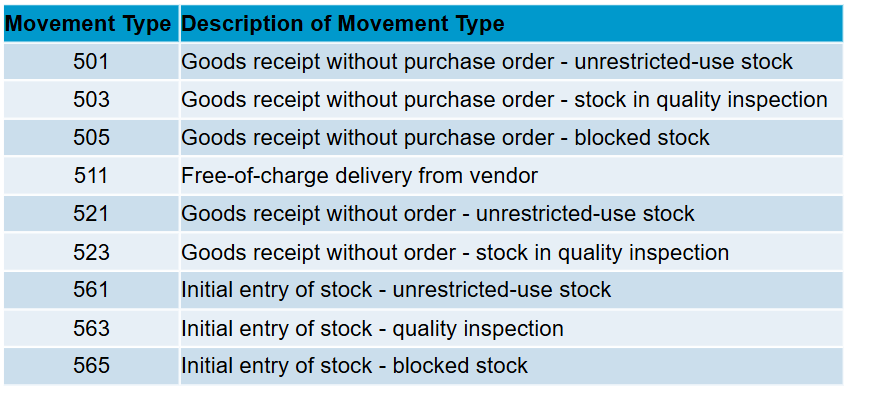 Movement Type Description of Movement Type
501 Goods receipt without purchase order - unrestricted-use stock
503 Goods receipt without purchase order - stock in quality inspection
505 Goods receipt without purchase order - blocked stock
511 Free-of-charge delivery from vendor
521 Goods receipt without order - unrestricted-use stock
523 Goods receipt without order - stock in quality inspection
561 Initial entry of stock - unrestricted-use stock
563 Initial entry of stock - quality inspection
565 Initial entry of stock - blocked stock